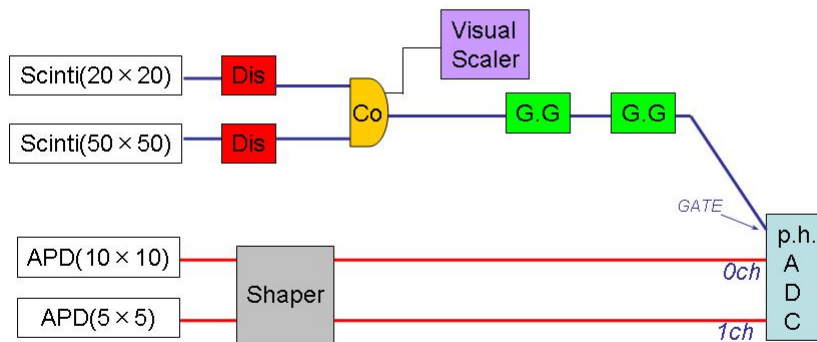 Visual
Scaler
Scinti(20×20)
Dis
Co
G.G
G.G
Scinti(50×50)
Dis
GATE
p.h.
A
D
C
APD(10×10)
0ch
Shaper
APD(5×5)
1ch